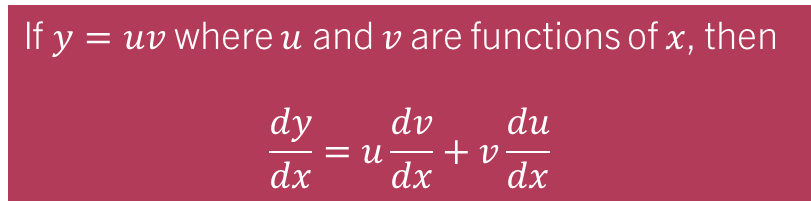 If y = uv where u and v are functions of x, then
dy/dx = u dv/dx + v du/dx